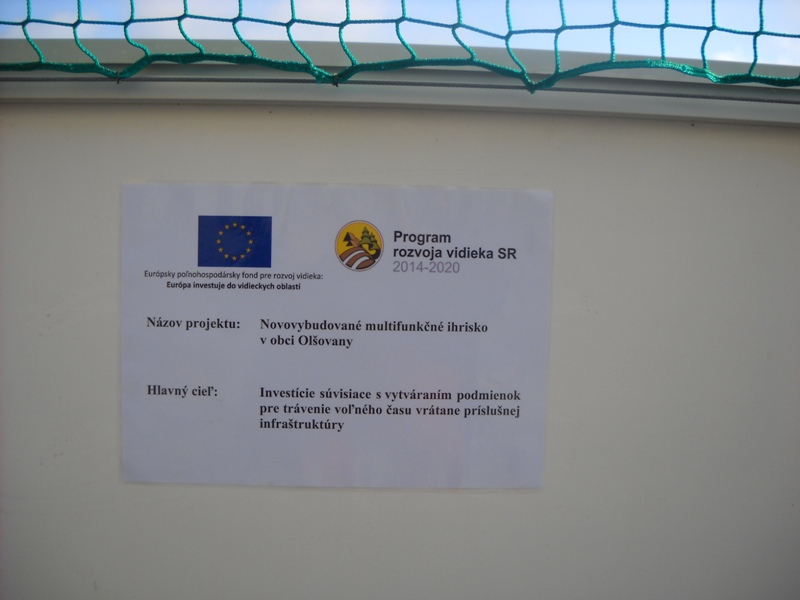 Európsky poľnohospodársky fond pre rozvoj vidieka:
Európa investuje do vidieckych oblastí
Program
rozvoja vidieka SR
2014-2020
Názov projektu: Novovybudované multifunkčné ihrisko
v obci Olšovany
Hlavný cieľ: Investície súvisiace s vytváraním podmienok
pre trávenie voľného času vrátane príslušnej
infraštruktúry